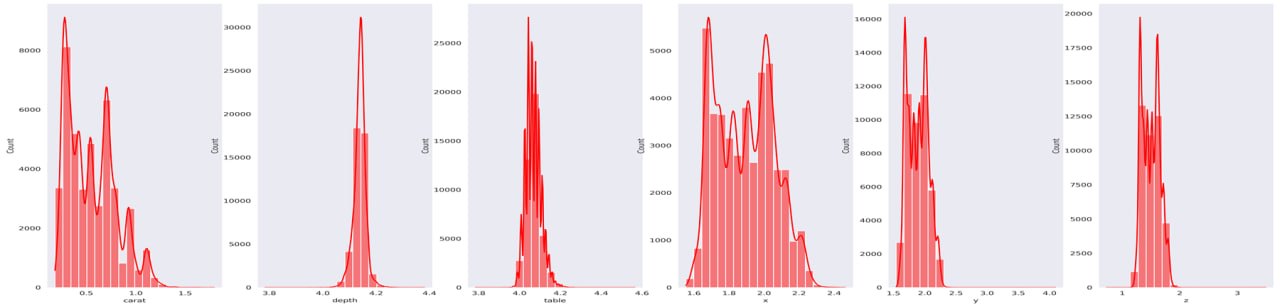 Count
8000
6000
4000
2000
0
0.5 1.0 1.5
carat
Count
30000
25000
20000
15000
10000
5000
0
3.8 4.0 4.2 4.4
depth
Count
25000
20000
15000
10000
5000
0
3.8 4.0 4.2 4.4 4.6
table
Count
5000
4000
3000
2000
1000
0
1.6 1.8 2.0 2.2 2.4
x
Count
16000
14000
12000
10000
8000
6000
4000
2000
0
1.5 2.0 2.5 3.0 3.5 4.0
y
Count
20000
17500
15000
12500
10000
7500
5000
2500
0
1 2 3
z